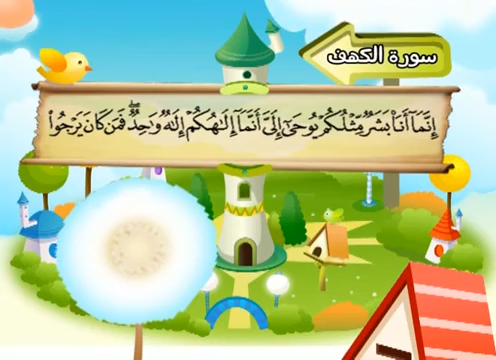 سورة الكهف
إِنَّمَآ أَنَا۠ بَشَرٌ مِّثْلُكُمْ يُوحَىٰٓ إِلَىَّ أَنَّمَآ إِلَٰهُكُمْ إِلَٰهٌ وَٰحِدٌ ۖ فَمَن كَانَ يَرْجُوا۟